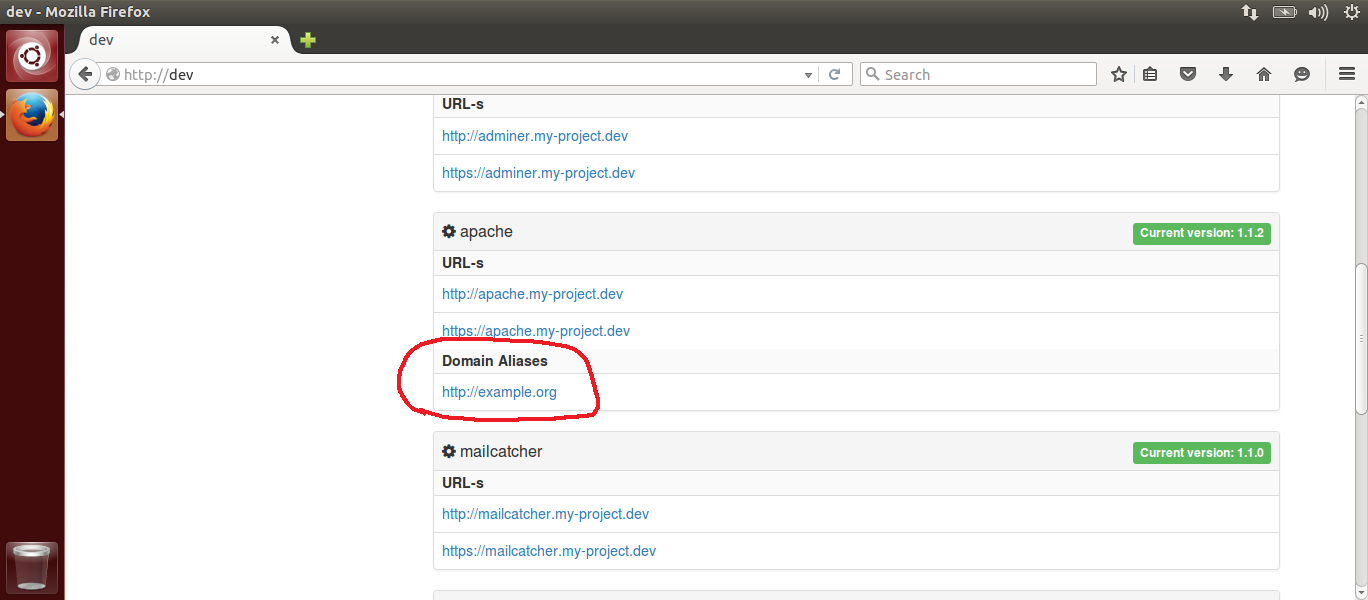 dev - Mozilla Firefox
dev
http://dev
Search
URL-s
http://adminer.my-project.dev
https://adminer.my-project.dev
apache
Current version: 1.1.2
URL-s
http://apache.my-project.dev
https://apache.my-project.dev
Domain Aliases
http://example.org
mailcatcher
Current version: 1.1.0
URL-s
http://mailcatcher.my-project.dev
https://mailcatcher.my-project.dev